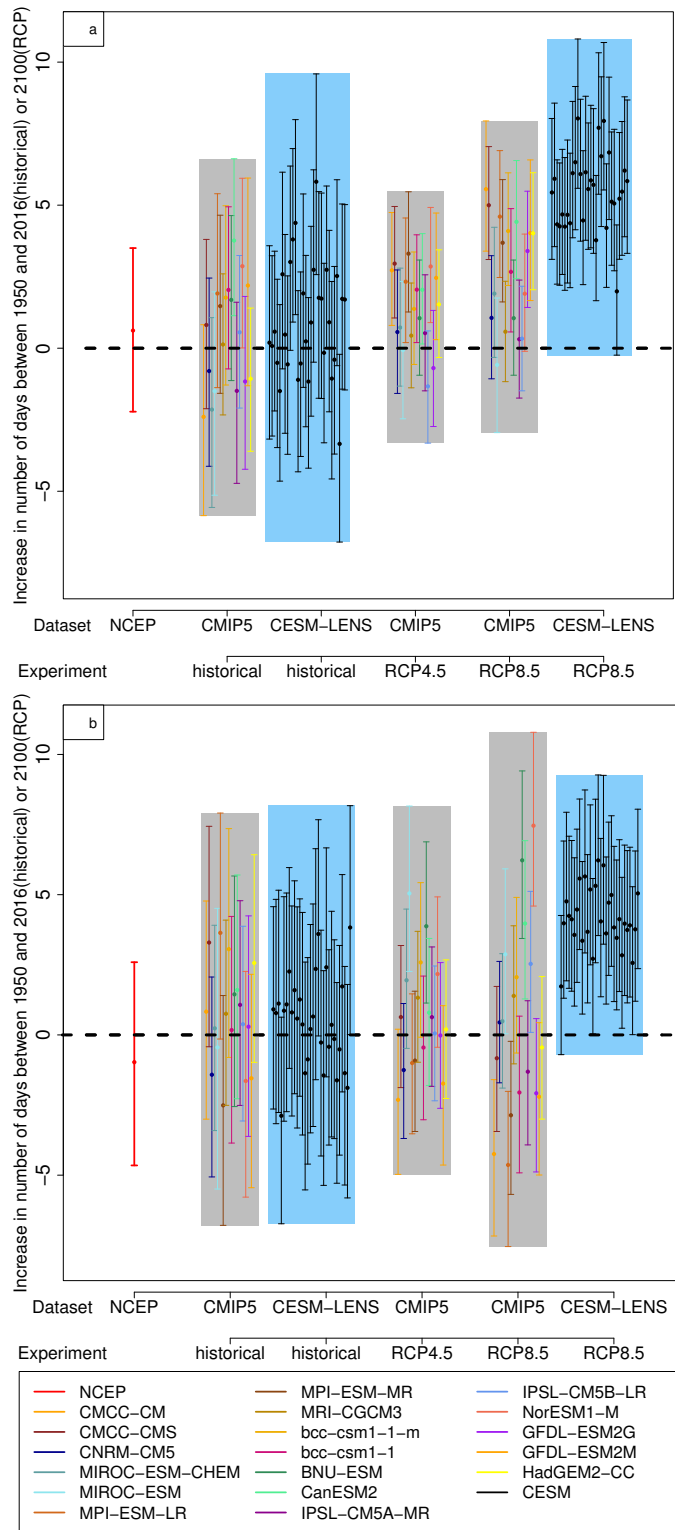 a
Increase in number of days between 1950 and 2016(historical) or 2100(RCP)
10
5
0
−5
Dataset NCEP CMIP5 CESM−LENS CMIP5 CMIP5 CESM−LENS
Experiment historical historical RCP4.5 RCP8.5 RCP8.5
b
Increase in number of days between 1950 and 2016(historical) or 2100(RCP)
10
5
0
−5
Dataset NCEP CMIP5 CESM−LENS CMIP5 CMIP5 CESM−LENS
Experiment historical historical RCP4.5 RCP8.5 RCP8.5
NCEP MPI−ESM−MR IPSL−CM5B−LR
CMCC−CM MRI−CGCM3 NorESM1−M
CMCC−CMS bcc−csm1−1−m GFDL−ESM2G
CNRM−CM5 bcc−csm1−1 GFDL−ESM2M
MIROC−ESM−CHEM BNU−ESM HadGEM2−CC
MIROC−ESM CanESM2 CESM
MPI−ESM−LR IPSL−CM5A−MR